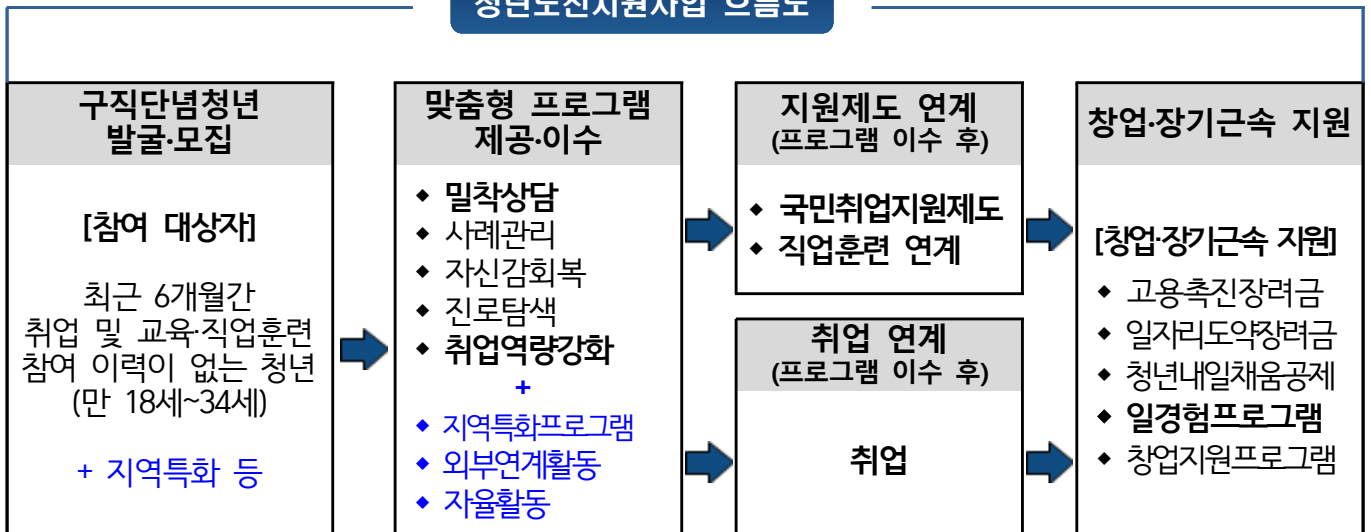 청년도전지원사업 흐름도
구직단념청년
발굴·모집
[참여 대상자]
최근 6개월간
취업 및 교육·직업훈련
참여 이력이 없는 청년
(만 18세~34세)
+ 지역특화 등
맞춤형 프로그램
제공·이수
◆ 밀착상담
◆ 사례관리
◆ 자신감회복
◆ 진로탐색
◆ 취업역량강화
+
◆ 지역특화프로그램
◆ 외부연계활동
◆ 자율활동
지원제도 연계
(프로그램 이수 후)
◆ 국민취업지원제도
◆ 직업훈련 연계
취업 연계
(프로그램 이수 후)
취업
창업·장기근속 지원
[창업·장기근속 지원]
◆ 고용촉진장려금
◆ 일자리도약장려금
◆ 청년내일채움공제
◆ 일경험프로그램
◆ 창업지원프로그램